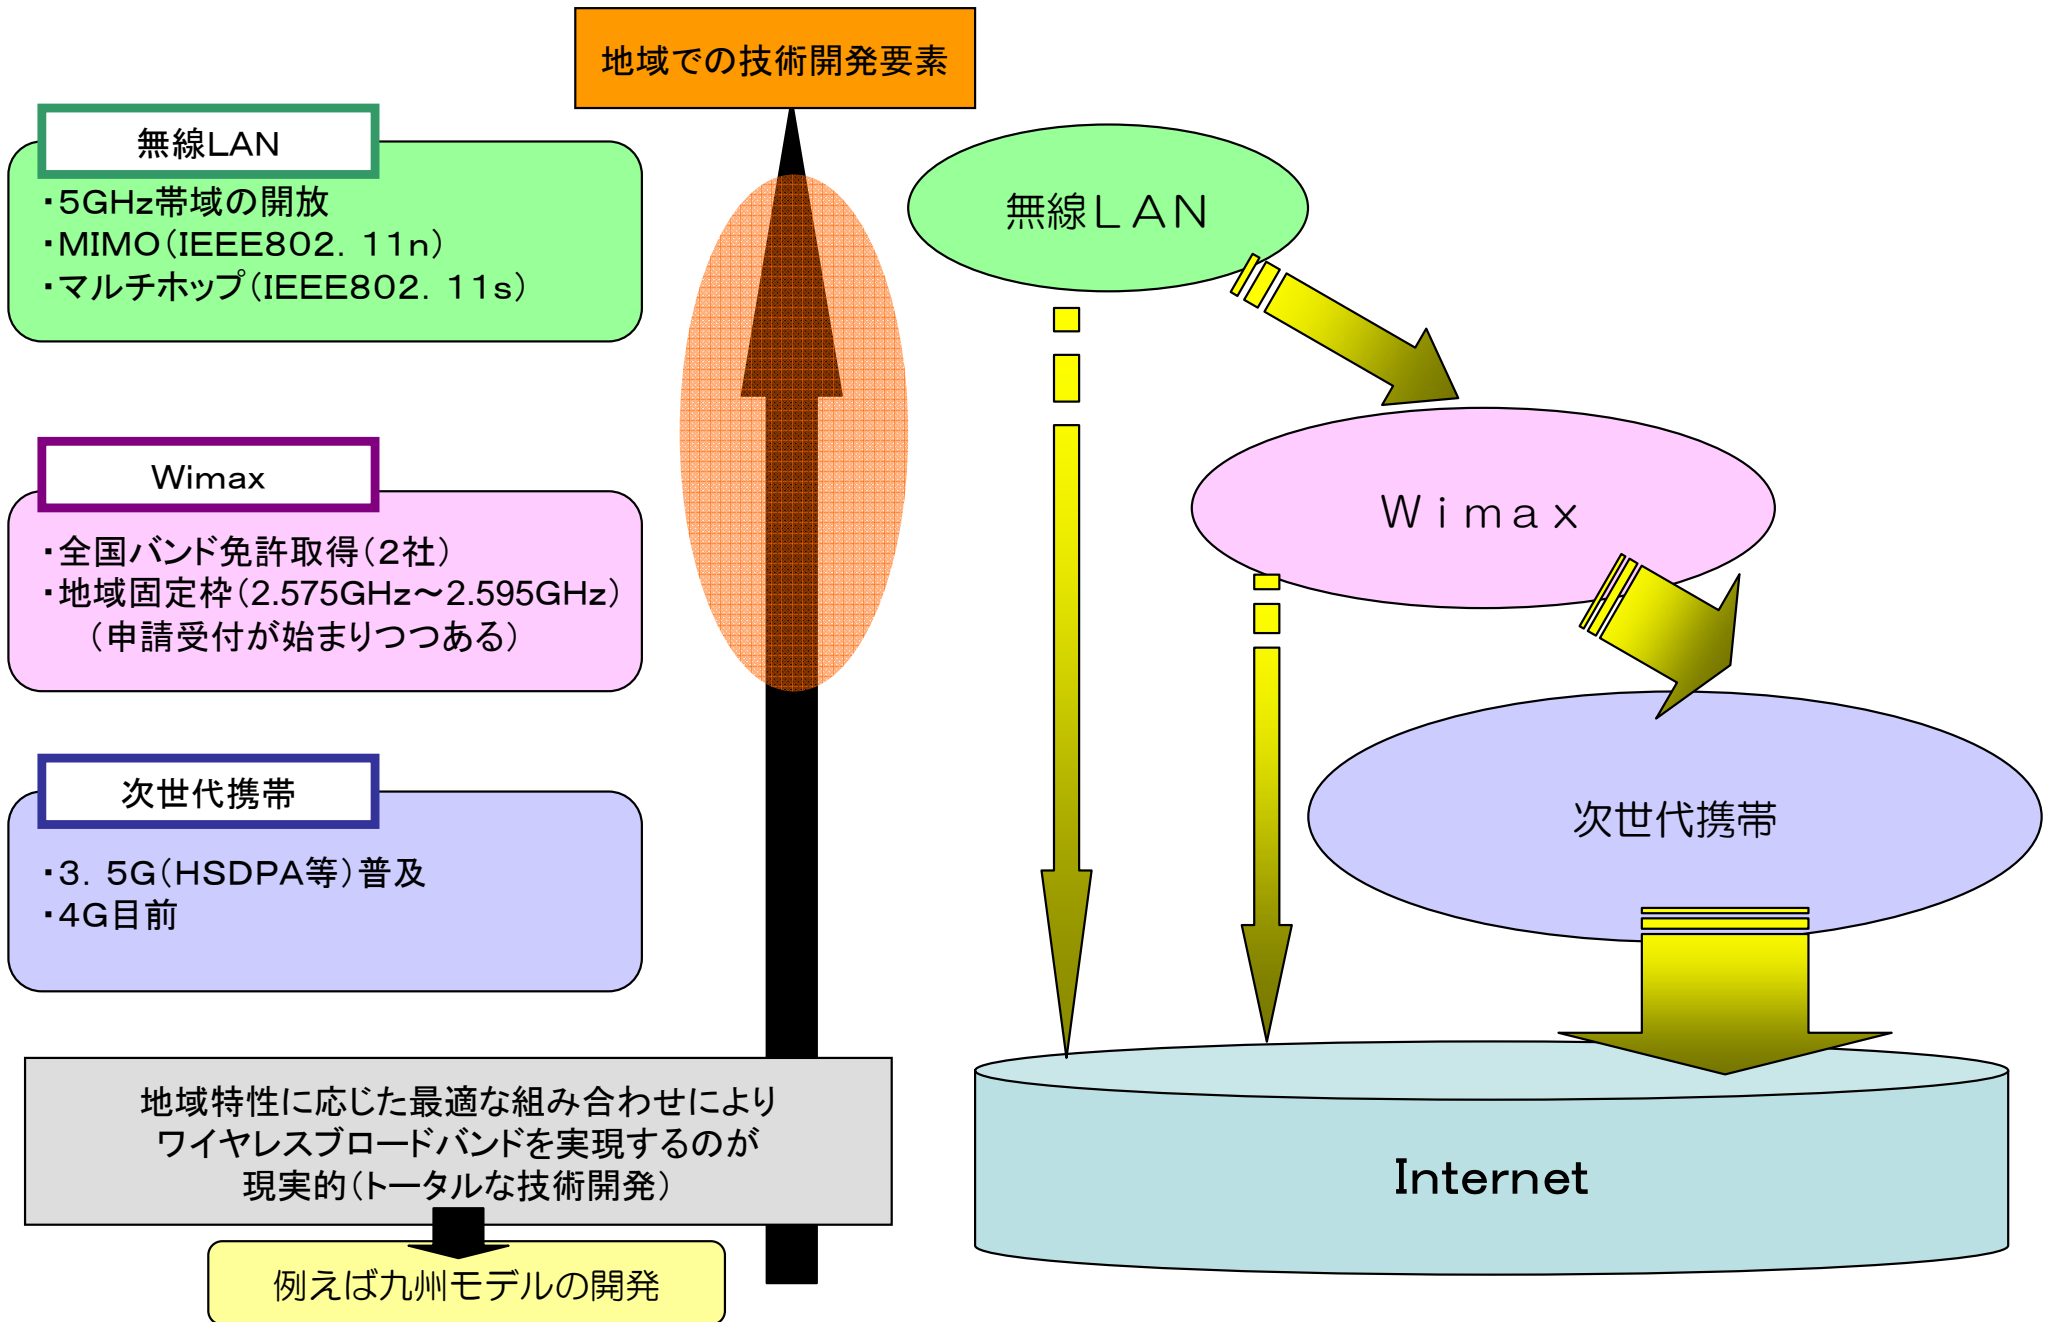 地域での技術開発要素
無線LAN
・5GHz帯域の開放
・MIMO（IEEE802．11n）
・マルチホップ（IEEE802．11s）
Wimax
・全国バンド免許取得（2社）
・地域固定枠（2.575GHz～2.595GHz）
（申請受付が始まりつつある）
次世代携帯
・3．5G（HSDPA等）普及
・4G目前
地域特性に応じた最適な組み合わせにより
ワイヤレスブロードバンドを実現するのが
現実的（トータルな技術開発）
例えば九州モデルの開発
無線ＬＡＮ
Ｗｉｍａｘ
次世代携帯
Internet